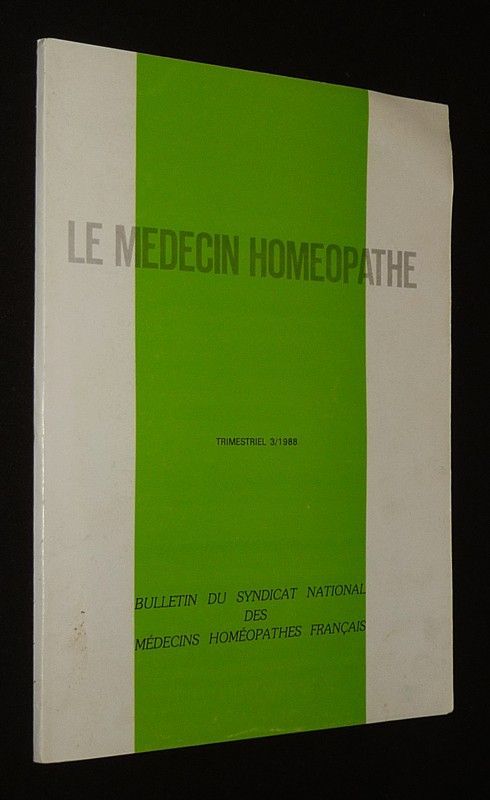 LE MEDECIN HOMEOPATHE
TRIMESTRIEL 3/1988
BULLETIN DU SYNDICAT NATIONAL
DES
MÉDECINS HOMÉOPATHES FRANÇAIS